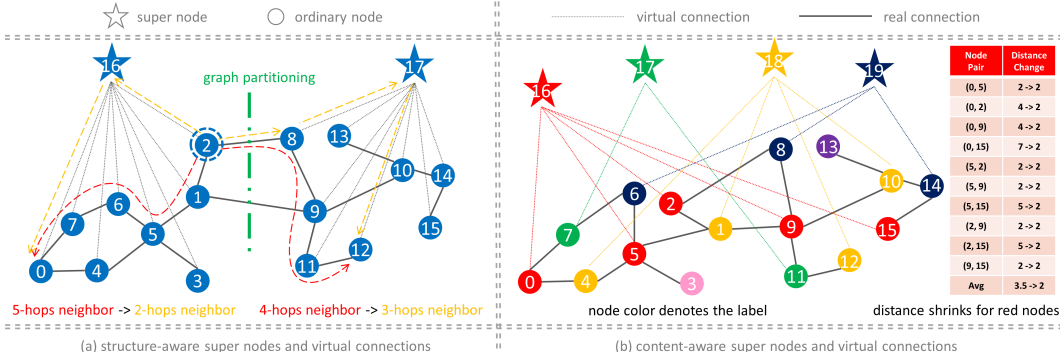 super node
ordinary node
virtual connection
real connection
16
17
graph partitioning
2
8
13
10
14
6
7
1
5
9
15
0
4
3
11
12
5-hops neighbor -> 2-hops neighbor
4-hops neighbor -> 3-hops neighbor
(a) structure-aware super nodes and virtual connections
16
17
18
19
8
13
6
2
10
14
7
1
9
15
5
0
4
3
11
12
node color denotes the label
distance shrinks for red nodes
(b) content-aware super nodes and virtual connections
Node Pair
Distance Change
(0, 5) 2 -> 2
(0, 2) 4 -> 2
(0, 9) 4 -> 2
(0, 15) 7 -> 2
(5, 2) 2 -> 2
(5, 9) 2 -> 2
(5, 15) 5 -> 2
(2, 9) 2 -> 2
(2, 15) 5 -> 2
(9, 15) 2 -> 2
Avg 3.5 -> 2